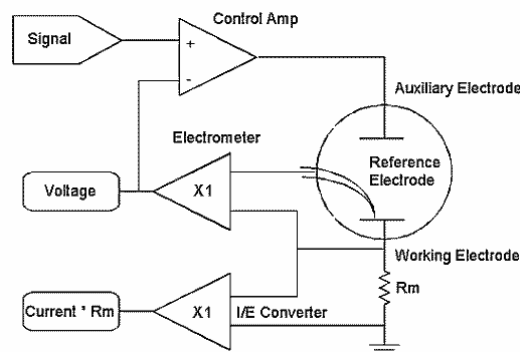 Control Amp
Signal
+
-
Auxiliary Electrode
Electrometer
Reference
Electrode
Voltage
X1
Working Electrode
Rm
Current * Rm
X1
I/E Converter